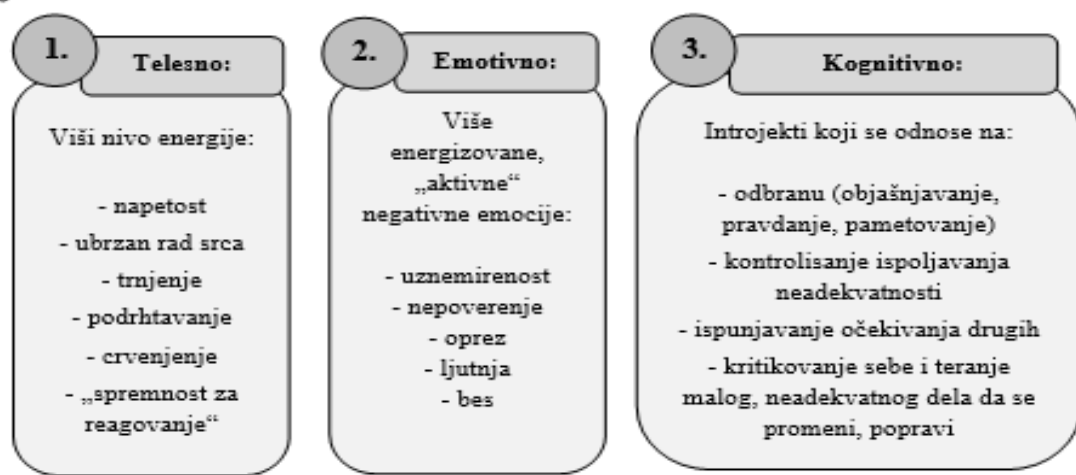 1.
Telesno:
Viši nivo energije:
- napetost
- ubrzan rad srca
- trnjenje
- podrhtavanje
- crvenjenje
- „spremnost za
reagovanje“
2.
Emotivno:
Više
energizovane,
„aktivne“
negativne emocije:
- uznemirenost
- nepoverenje
- oprez
- ljutnja
- bes
3.
Kognitivno:
Introjekti koji se odnose na:
- odbranu (objašnjavanje,
pravdanje, pametovanje)
- kontrolisanje ispoljavanja
neadekvatnosti
- ispunjavanje očekivanja drugih
- kritikovanje sebe i teranje
malog, neadekvatnog dela da se
promeni, popravi